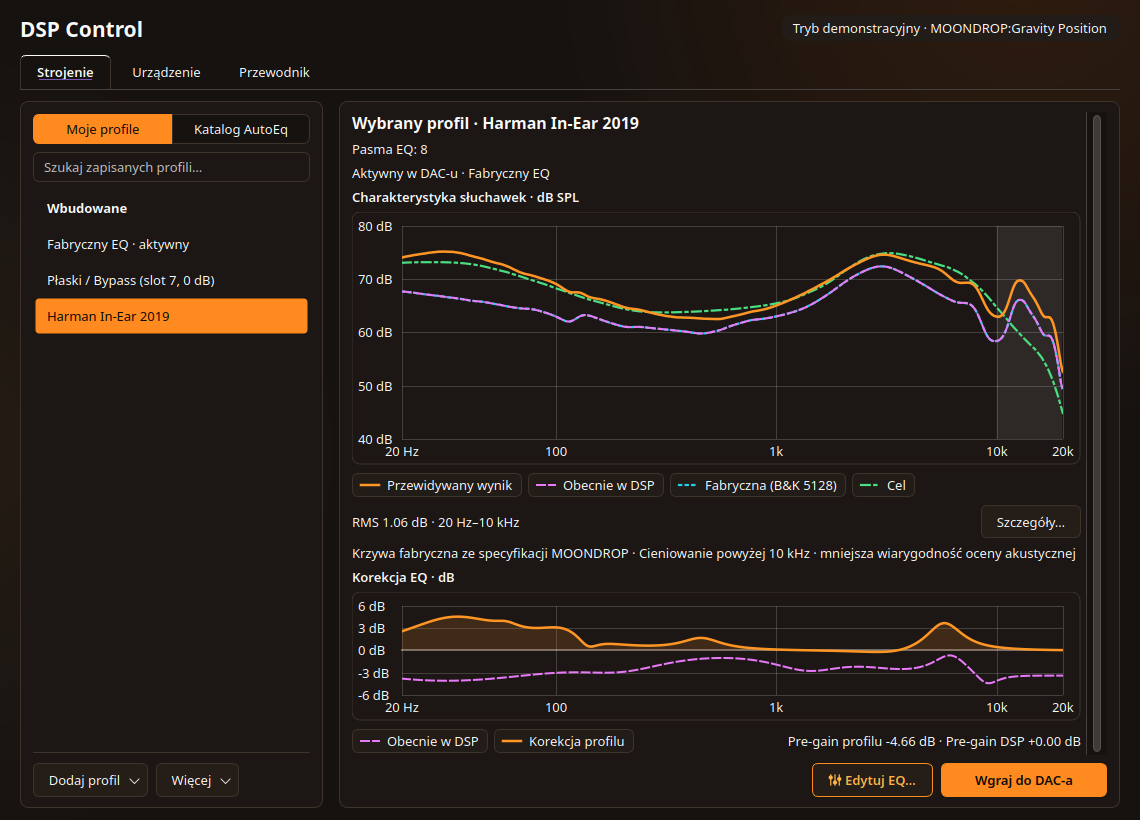 DSP Control
Tryb demonstracyjny · MOONDROP:Gravity Position
Strojenie
Urządzenie
Przewodnik
Moje profile
Katalog AutoEq
Szukaj zapisanych profili...
Wbudowane
Fabryczny EQ · aktywny
Płaski / Bypass (slot 7, 0 dB)
Harman In-Ear 2019
Dodaj profil
Więcej
Wybrany profil · Harman In-Ear 2019
Pasma EQ: 8
Aktywny w DAC-u · Fabryczny EQ
Charakterystyka słuchawek · dB SPL
80 dB
70 dB
60 dB
50 dB
40 dB
20 Hz
100
1k
10k
20k
Przewidywany wynik
Obecnie w DSP
Fabryczna (B&K 5128)
Cel
RMS 1.06 dB · 20 Hz–10 kHz
Szczegóły...
Krzywa fabryczna ze specyfikacji MOONDROP · Cieniowanie powyżej 10 kHz · mniejsza wiarygodność oceny akustycznej
Korekcja EQ · dB
6 dB
3 dB
0 dB
-3 dB
-6 dB
20 Hz
100
1k
10k
20k
Obecnie w DSP
Korekcja profilu
Pre-gain profilu -4.66 dB · Pre-gain DSP +0.00 dB
Edytuj EQ...
Wgraj do DAC-a